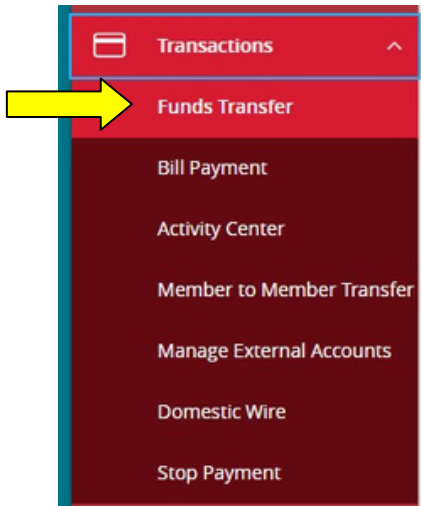 Transactions
Funds Transfer
Bill Payment
Activity Center
Member to Member Transfer
Manage External Accounts
Domestic Wire
Stop Payment